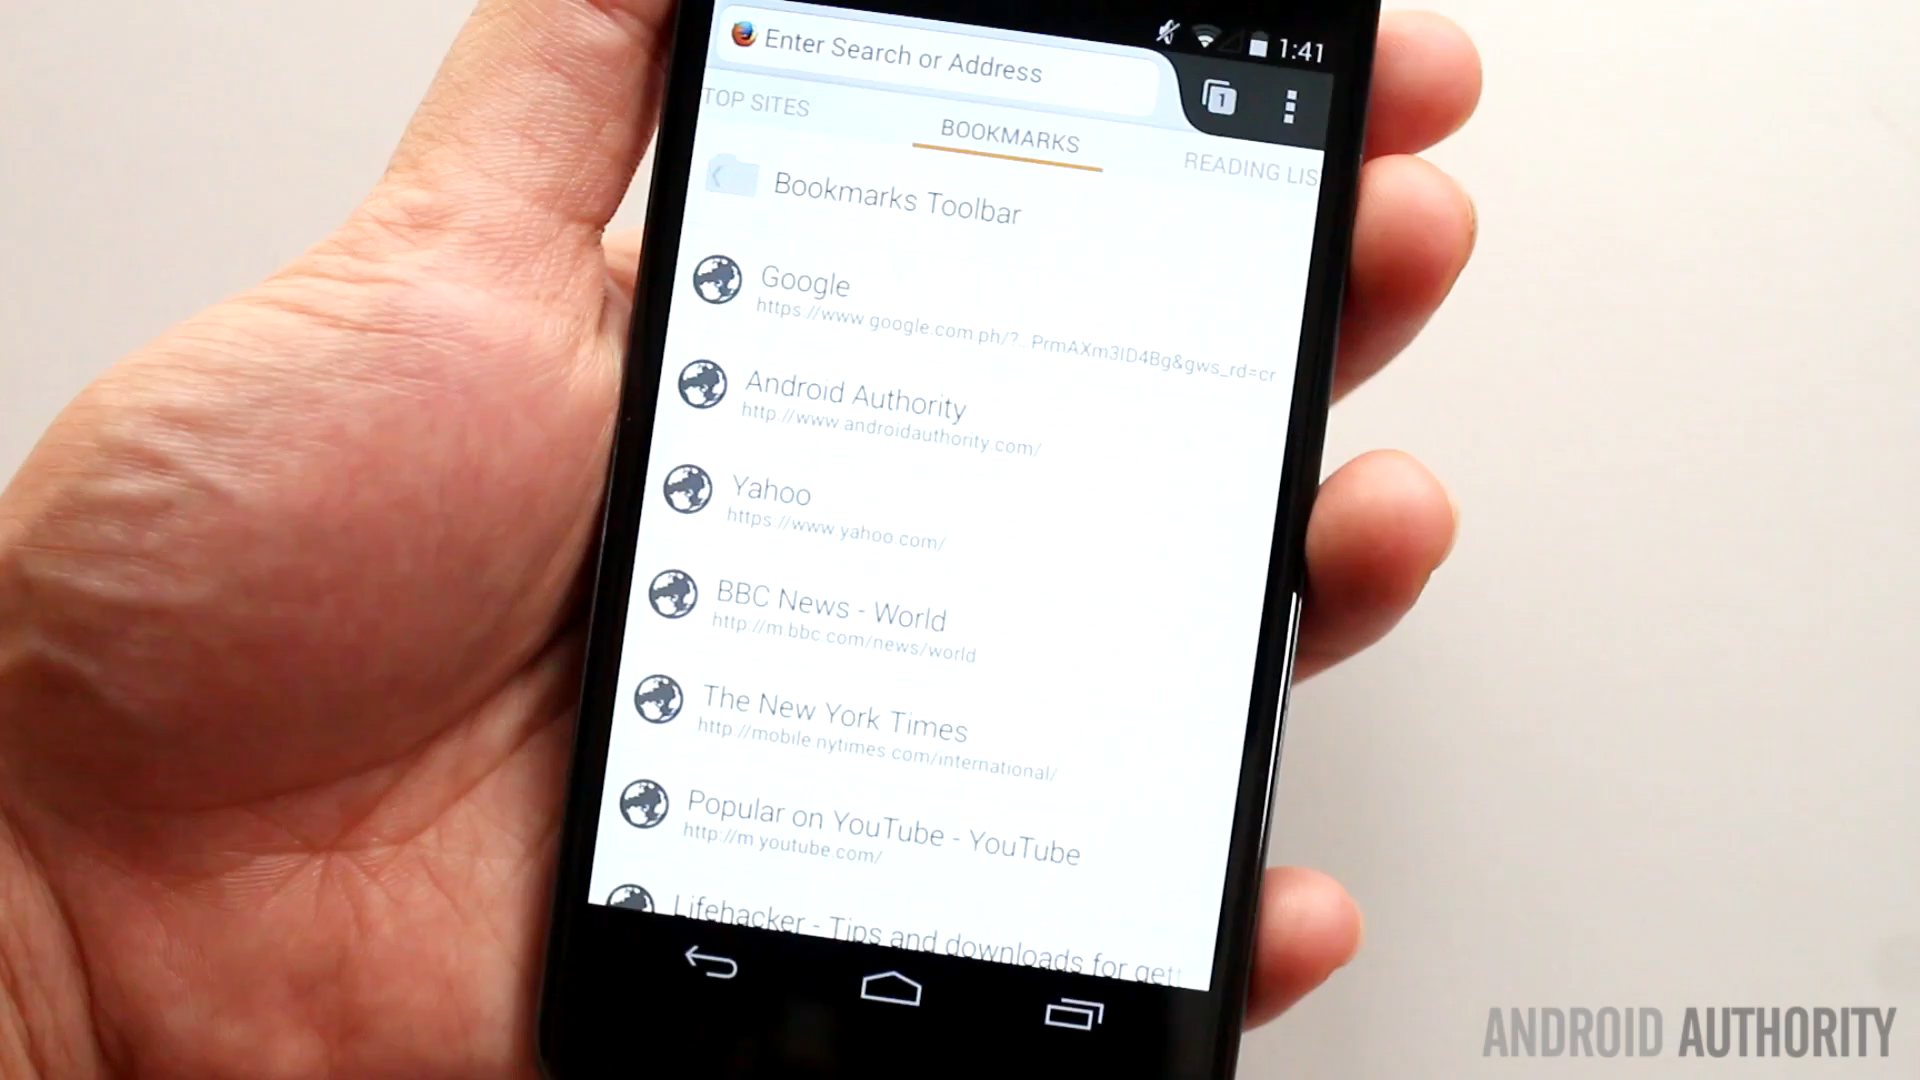 1:41
Enter Search or Address
1
TOP SITES
BOOKMARKS
READING LIS
Bookmarks Toolbar
Google
https://www.google.com.ph/?...PrmAXm3ID4Bg&gws_rd=cr
Android Authority
http://www.androidauthority.com/
Yahoo
https://www.yahoo.com/
BBC News - World
http://m.bbc.com/news/world
The New York Times
http://mobile.nytimes.com/international/
Popular on YouTube - YouTube
http://m.youtube.com/
Lifehacker - Tips and downloads for gett
ANDROID AUTHORITY